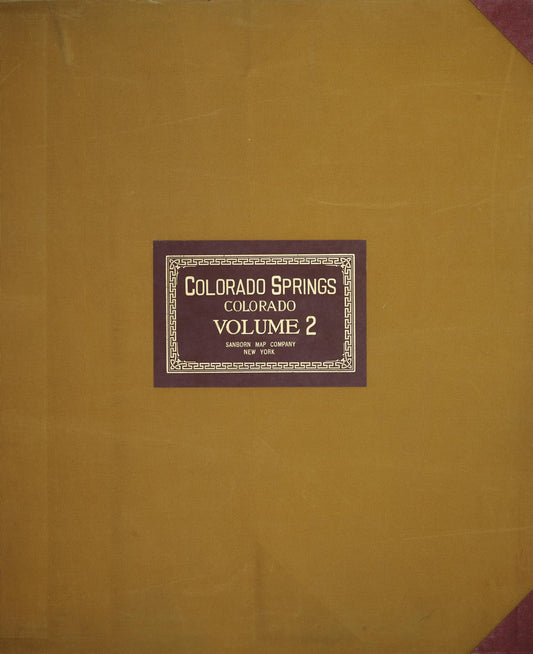 COLORADO SPRINGS
COLORADO
VOLUME 2
SANBORN MAP COMPANY
NEW YORK